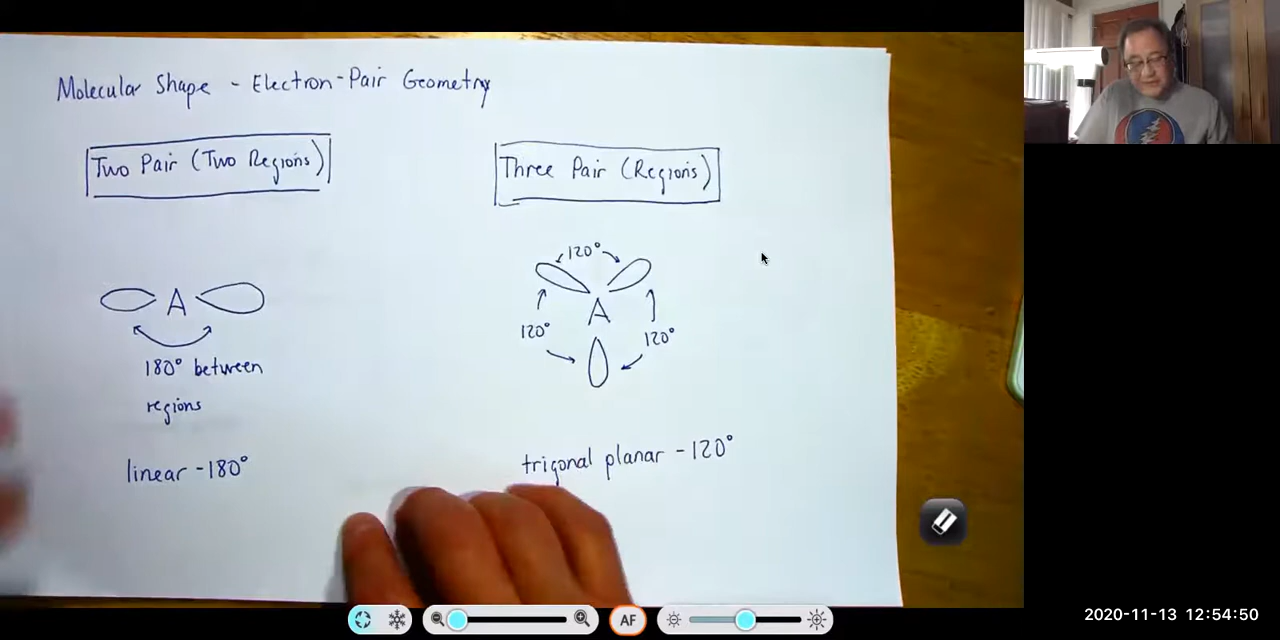 Molecular Shape - Electron-Pair Geometry
Two Pair (Two Regions)
Three Pair (Regions)
120°
A
A
120°
120°
180° between
regions
linear - 180°
trigonal planar - 120°
AF
2020-11-13 12:54:50